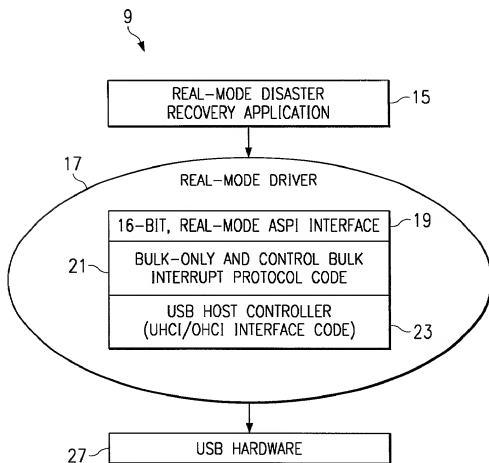 9
REAL-MODE DISASTER
RECOVERY APPLICATION
15
17
REAL-MODE DRIVER
16-BIT, REAL-MODE ASPI INTERFACE
19
21
BULK-ONLY AND CONTROL BULK
INTERRUPT PROTOCOL CODE
USB HOST CONTROLLER
(UHCI/OHCI INTERFACE CODE)
23
27
USB HARDWARE